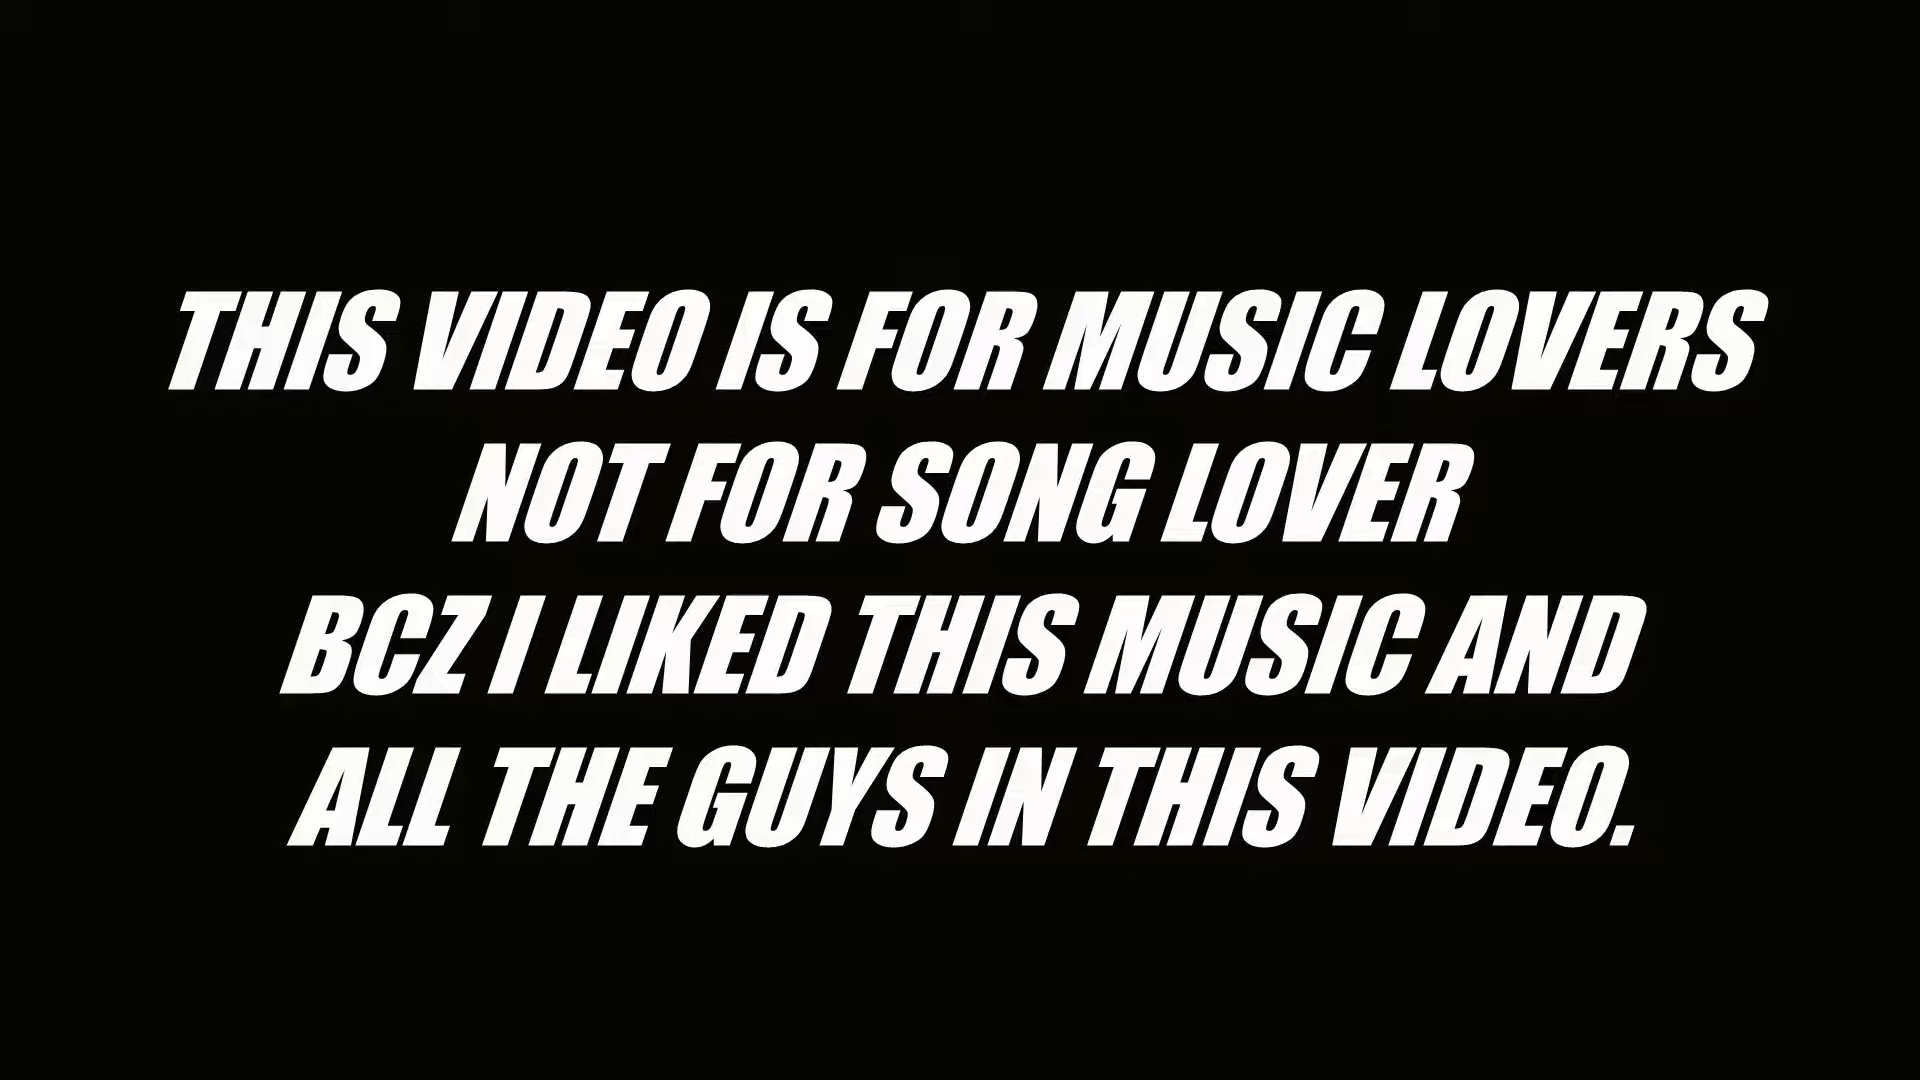 THIS VIDEO IS FOR MUSIC LOVERS
NOT FOR SONG LOVER
BCZ I LIKED THIS MUSIC AND
ALL THE GUYS IN THIS VIDEO.